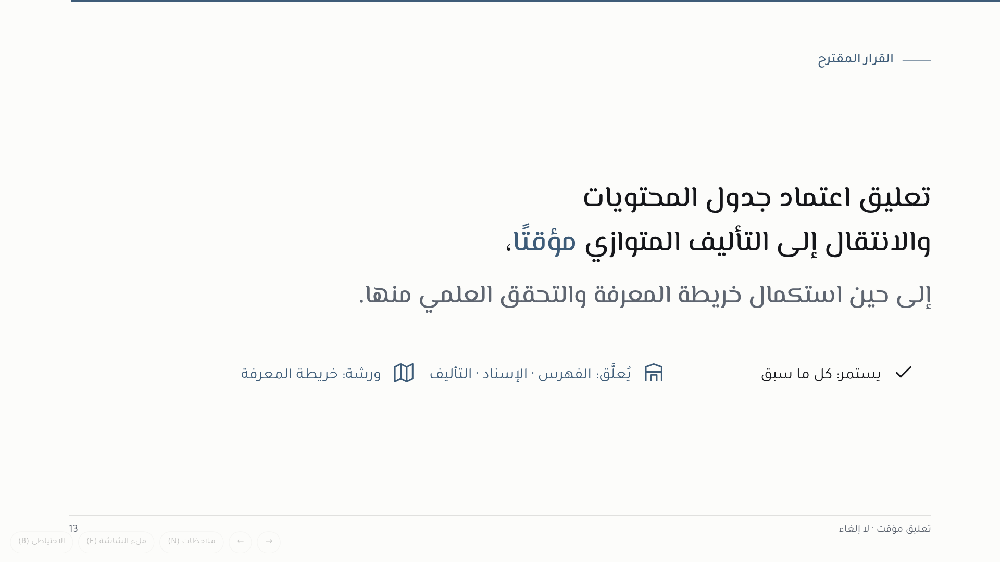 القرار المقترح
تعليق اعتماد جدول المحتويات
والانتقال إلى التأليف المتوازي مؤقتًا،
إلى حين استكمال خريطة المعرفة والتحقق العلمي منها.
يستمر: كل ما سبق
يُعلَّق: الفهرس · الإسناد · التأليف
ورشة: خريطة المعرفة
تعليق مؤقت · لا إلغاء
13
→
←
ملاحظات (N)
ملء الشاشة (F)
الاحتياطي (B)